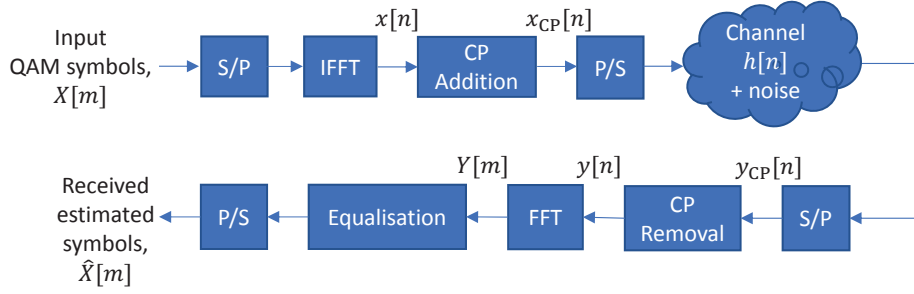 Input
QAM symbols,
X[m]
S/P
IFFT
x[n]
CP
Addition
x_CP[n]
P/S
Channel
h[n]
+ noise
Received
estimated
symbols,
X̂[m]
P/S
Equalisation
Y[m]
FFT
y[n]
CP
Removal
y_CP[n]
S/P